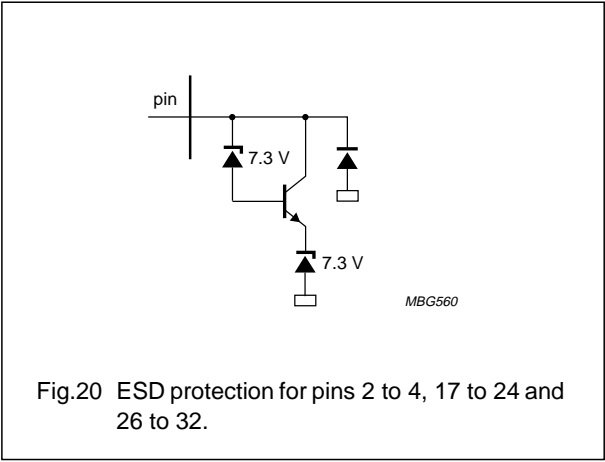 pin
7.3 V
7.3 V
MBG560
Fig.20 ESD protection for pins 2 to 4, 17 to 24 and
26 to 32.